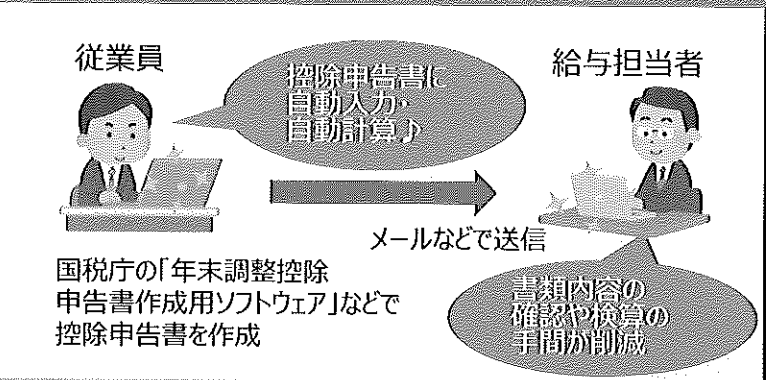 従業員
控除申告書に
自動入力・
自動計算♪
給与担当者
メールなどで送信
国税庁の「年末調整控除
申告書作成用ソフトウェア」などで
控除申告書を作成
書類内容の
確認や検算の
手間が削減